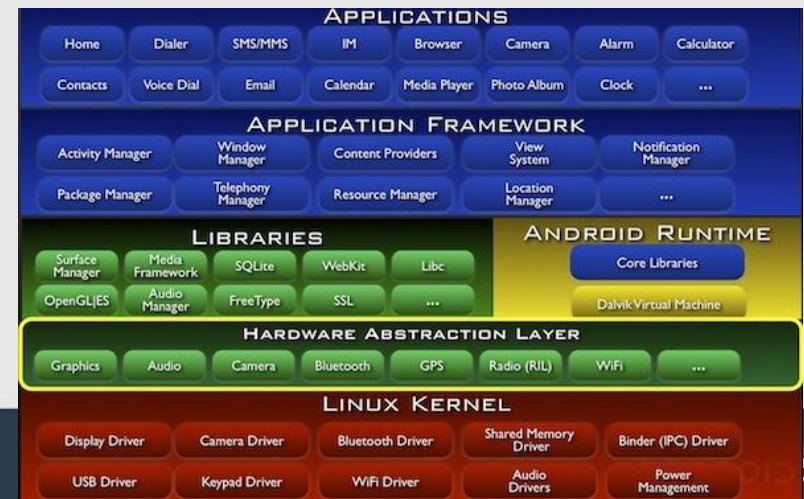 APPLICATIONS
Home Dialer SMS/MMS IM Browser Camera Alarm Calculator
Contacts Voice Dial Email Calendar Media Player Photo Album Clock ...
APPLICATION FRAMEWORK
Activity Manager Window Manager Content Providers View System Notification Manager
Package Manager Telephony Manager Resource Manager Location Manager ...
LIBRARIES
Surface Manager Media Framework SQLite WebKit Libc
OpenGL|ES Audio Manager FreeType SSL ...
ANDROID RUNTIME
Core Libraries
Dalvik Virtual Machine
HARDWARE ABSTRACTION LAYER
Graphics Audio Camera Bluetooth GPS Radio (RIL) WiFi ...
LINUX KERNEL
Display Driver Camera Driver Bluetooth Driver Shared Memory Driver Binder (IPC) Driver
USB Driver Keypad Driver WiFi Driver Audio Drivers Power Management